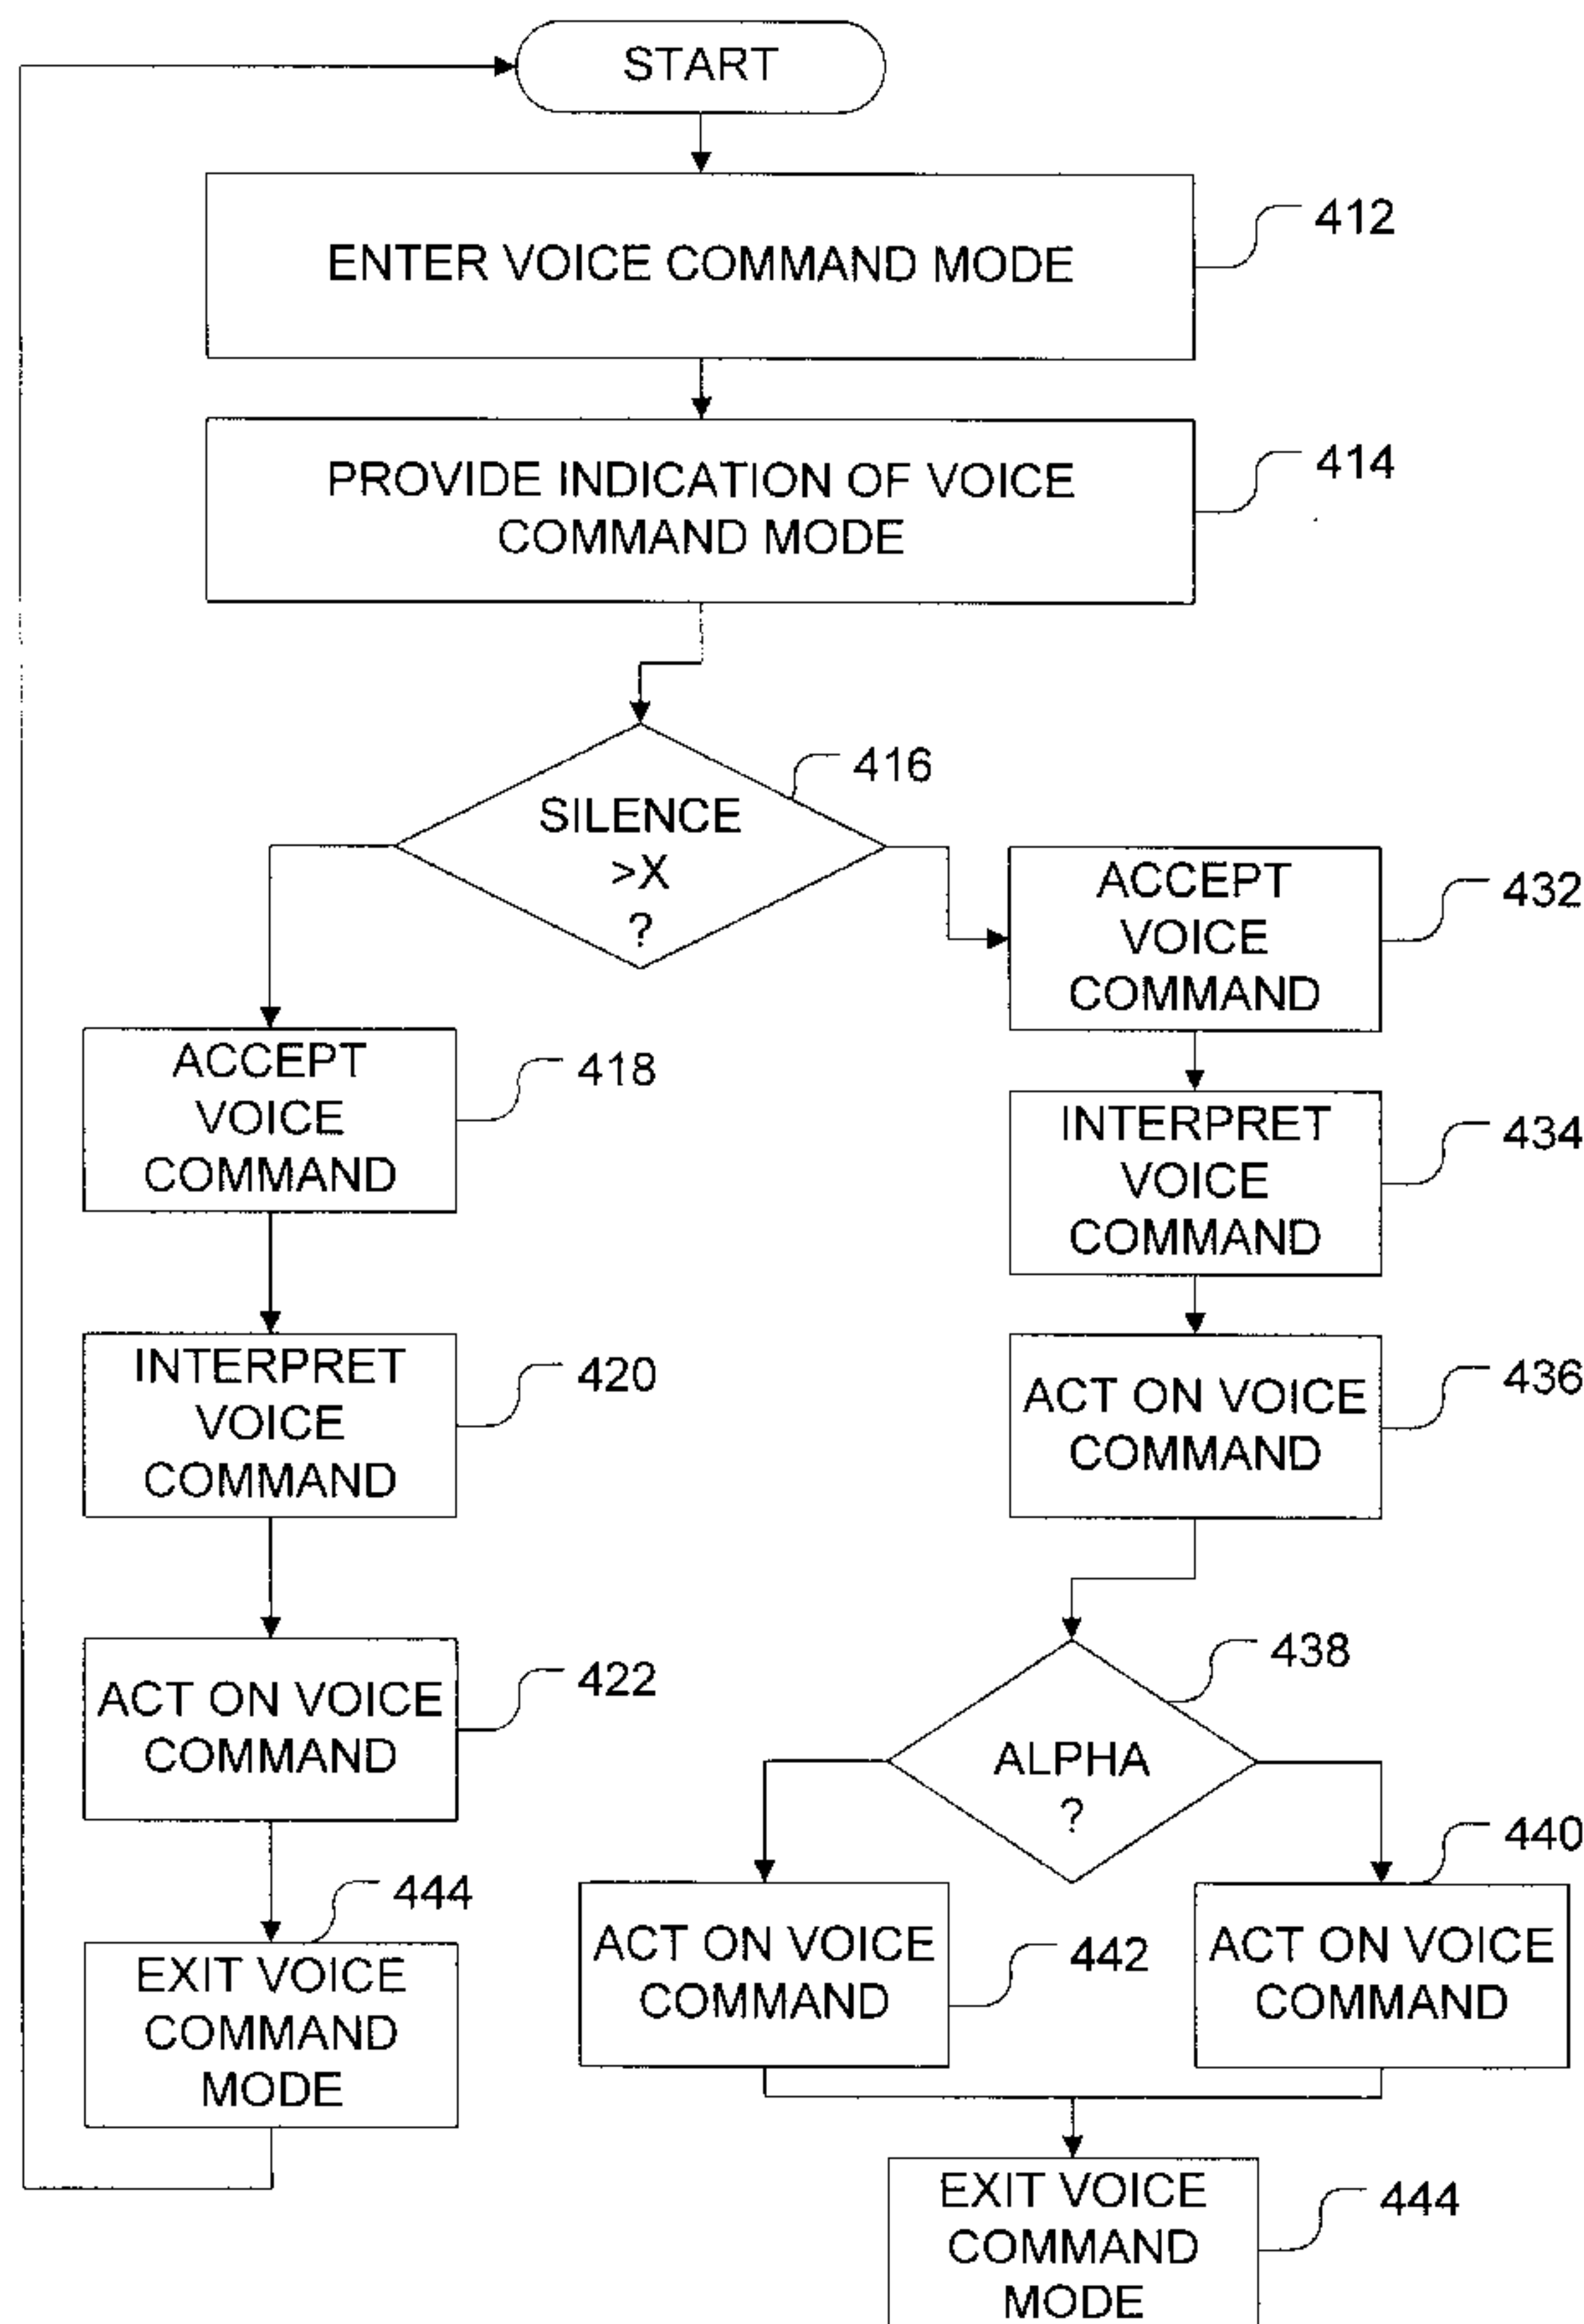 START
ENTER VOICE COMMAND MODE
412
PROVIDE INDICATION OF VOICE
COMMAND MODE
414
SILENCE
>X
?
416
ACCEPT
VOICE
COMMAND
418
INTERPRET
VOICE
COMMAND
420
ACT ON VOICE
COMMAND
422
EXIT VOICE
COMMAND
MODE
444
ACCEPT
VOICE
COMMAND
432
INTERPRET
VOICE
COMMAND
434
ACT ON VOICE
COMMAND
436
ALPHA
?
438
ACT ON VOICE
COMMAND
442
ACT ON VOICE
COMMAND
440
EXIT VOICE
COMMAND
MODE
444